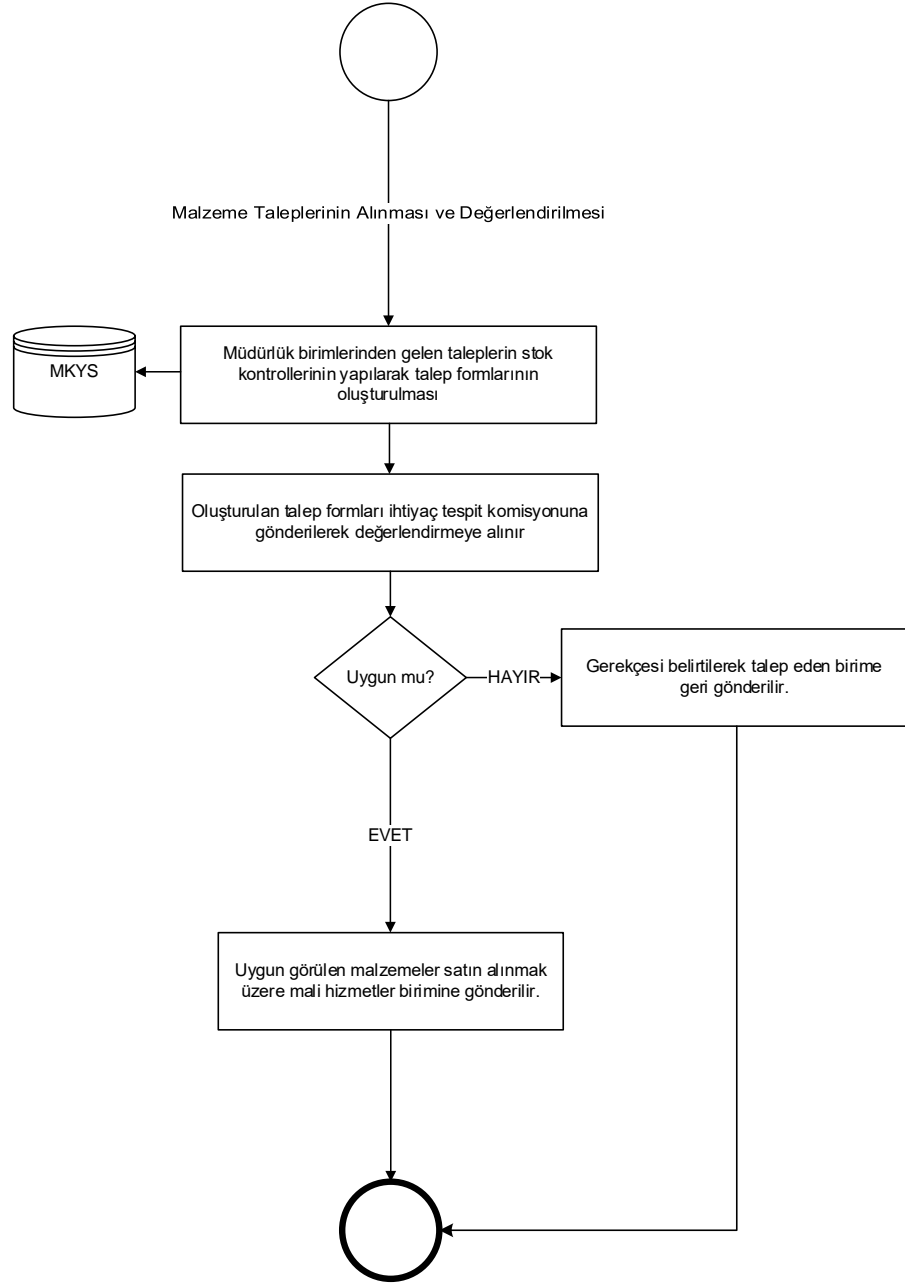 Malzeme Taleplerinin Alınması ve Değerlendirilmesi
MKYS
Müdürlük birimlerinden gelen taleplerin stok
kontrollerinin yapılarak talep formlarının
oluşturulması
Oluşturulan talep formları ihtiyaç tespit komisyonuna
gönderilerek değerlendirmeye alınır
Uygun mu?
HAYIR
Gerekçesi belirtilerek talep eden birime
geri gönderilir.
EVET
Uygun görülen malzemeler satın alınmak
üzere mali hizmetler birimine gönderilir.